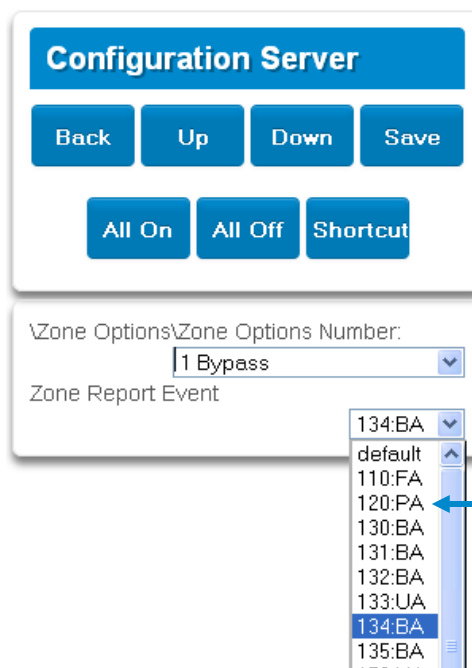 Configuration Server
Back Up Down Save
All On All Off Shortcut
\Zone Options\Zone Options Number:
1 Bypass
Zone Report Event
134:BA
default
110:FA
120:PA
130:BA
131:BA
132:BA
133:UA
134:BA
135:BA